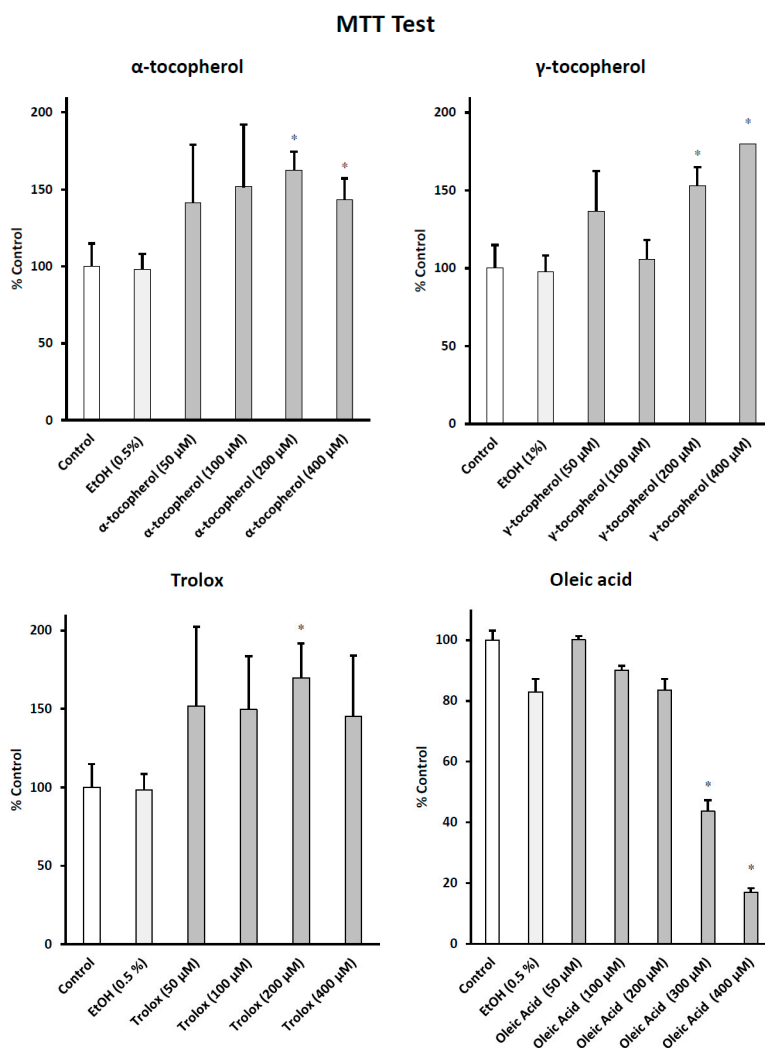 MTT Test
α-tocopherol
% Control
200
150
100
50
0
*
*
Control
EtOH (0.5%)
α-tocopherol (50 μM)
α-tocopherol (100 μM)
α-tocopherol (200 μM)
α-tocopherol (400 μM)
γ-tocopherol
% Control
200
150
100
50
0
*
*
Control
EtOH (1%)
γ-tocopherol (50 μM)
γ-tocopherol (100 μM)
γ-tocopherol (200 μM)
γ-tocopherol (400 μM)
Trolox
% Control
200
150
100
50
0
*
Control
EtOH (0.5 %)
Trolox (50 μM)
Trolox (100 μM)
Trolox (200 μM)
Trolox (400 μM)
Oleic acid
% Control
100
80
60
40
20
0
*
*
Control
EtOH (0.5 %)
Oleic Acid (50 μM)
Oleic Acid (100 μM)
Oleic Acid (200 μM)
Oleic Acid (300 μM)
Oleic Acid (400 μM)